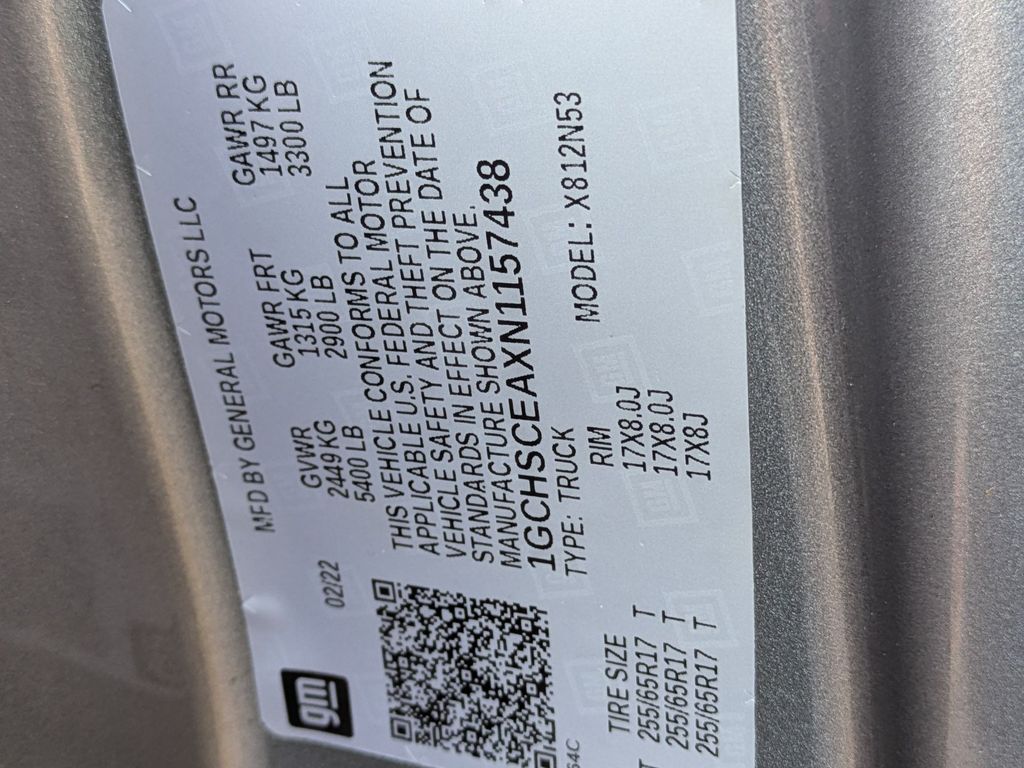 gm
MFD BY GENERAL MOTORS LLC
02/22 GVWR GAWR FRT GAWR RR
2449 KG 1315 KG 1497 KG
5400 LB 2900 LB 3300 LB
THIS VEHICLE CONFORMS TO ALL
APPLICABLE U.S. FEDERAL MOTOR
VEHICLE SAFETY AND THEFT PREVENTION
STANDARDS IN EFFECT ON THE DATE OF
MANUFACTURE SHOWN ABOVE.
1GCHSCEAXN1157438
TYPE: TRUCK MODEL: X812N53
64C
TIRE SIZE RIM
255/65R17 T 17X8.0J
255/65R17 T 17X8.0J
255/65R17 T 17X8J